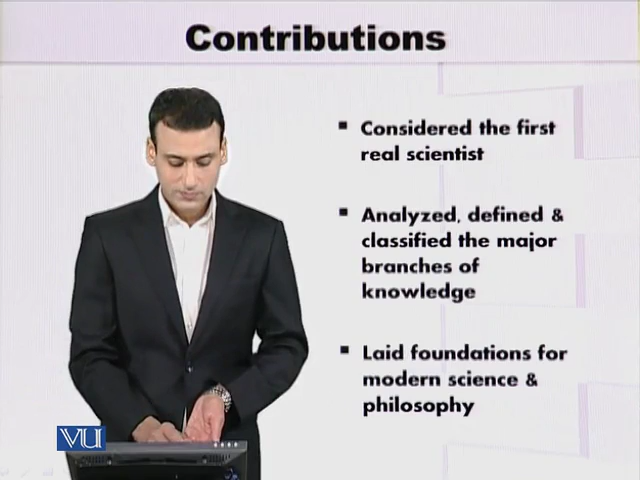 Contributions
▪ Considered the first
real scientist
▪ Analyzed, defined &
classified the major
branches of
knowledge
▪ Laid foundations for
modern science &
philosophy
VU